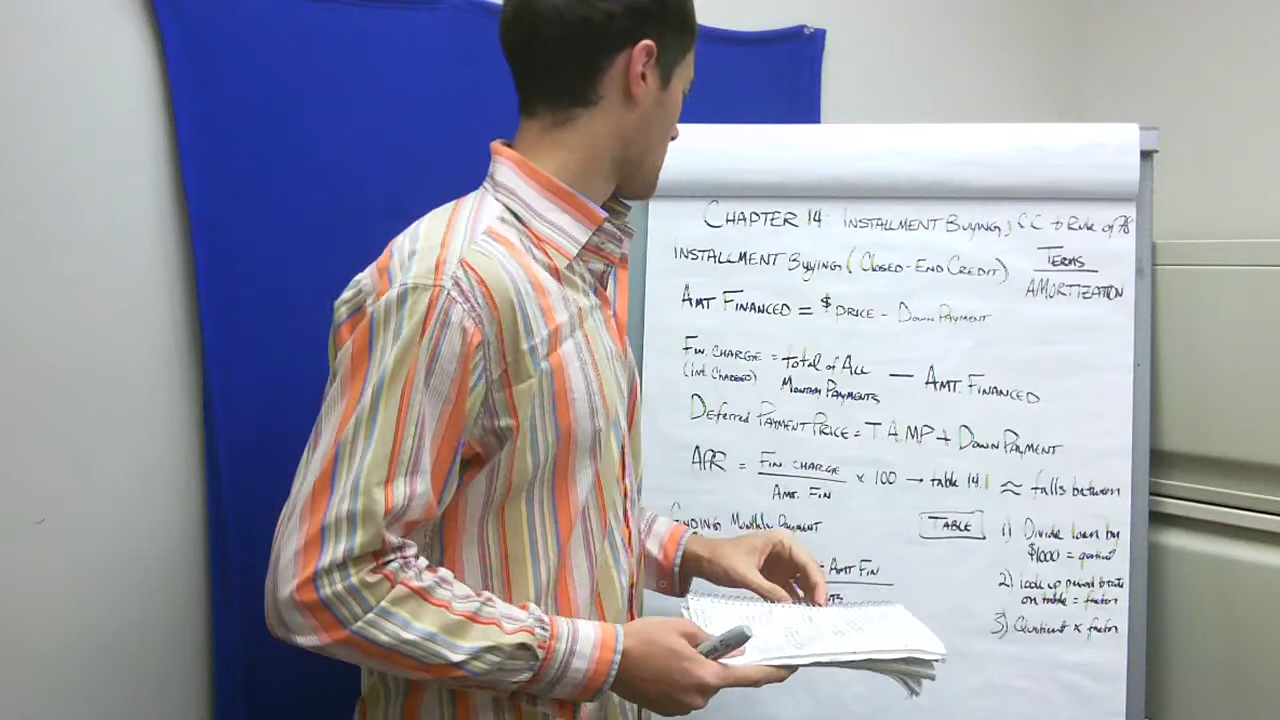 CHAPTER 14: INSTALLMENT BUYING, CC + Rule of 78
INSTALLMENT BUYING (CLOSED-END CREDIT)
TERMS
AMORTIZATION
AMT FINANCED = $ PRICE - DOWN PAYMENT
FIN. CHARGE = total of All
(INT. CHARGED) MONTHLY PAYMENTS — AMT. FINANCED
Deferred PAYMENT PRICE = T A.MP + DOWN PAYMENT
APR = FIN. CHARGE
AMT. FIN × 100 → table 14.1 ≈ falls between
Monthly Payment
TABLE
1) Divide loan by
$1000 = quotient
2) look up period & rate
on table = factor
= AMT FIN
3) Quotient × factor